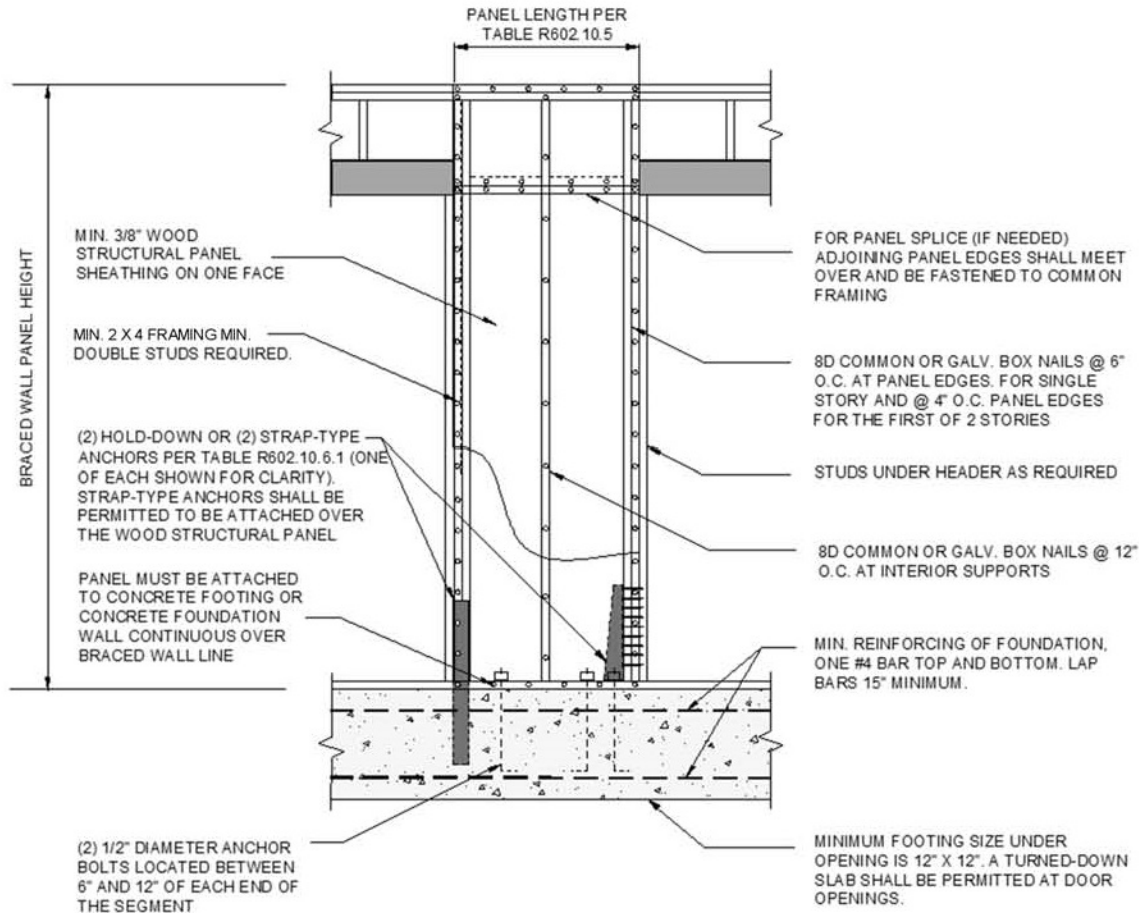 PANEL LENGTH PER
TABLE R602.10.5
BRACED WALL PANEL HEIGHT
MIN. 3/8" WOOD
STRUCTURAL PANEL
SHEATHING ON ONE FACE
MIN. 2 X 4 FRAMING MIN.
DOUBLE STUDS REQUIRED.
(2) HOLD-DOWN OR (2) STRAP-TYPE
ANCHORS PER TABLE R602.10.6.1 (ONE
OF EACH SHOWN FOR CLARITY).
STRAP-TYPE ANCHORS SHALL BE
PERMITTED TO BE ATTACHED OVER
THE WOOD STRUCTURAL PANEL
PANEL MUST BE ATTACHED
TO CONCRETE FOOTING OR
CONCRETE FOUNDATION
WALL CONTINUOUS OVER
BRACED WALL LINE
(2) 1/2" DIAMETER ANCHOR
BOLTS LOCATED BETWEEN
6" AND 12" OF EACH END OF
THE SEGMENT
FOR PANEL SPLICE (IF NEEDED)
ADJOINING PANEL EDGES SHALL MEET
OVER AND BE FASTENED TO COMMON
FRAMING
8D COMMON OR GALV. BOX NAILS @ 6"
O.C. AT PANEL EDGES. FOR SINGLE
STORY AND @ 4" O.C. PANEL EDGES
FOR THE FIRST OF 2 STORIES
STUDS UNDER HEADER AS REQUIRED
8D COMMON OR GALV. BOX NAILS @ 12"
O.C. AT INTERIOR SUPPORTS
MIN. REINFORCING OF FOUNDATION,
ONE #4 BAR TOP AND BOTTOM. LAP
BARS 15" MINIMUM.
MINIMUM FOOTING SIZE UNDER
OPENING IS 12" X 12". A TURNED-DOWN
SLAB SHALL BE PERMITTED AT DOOR
OPENINGS.